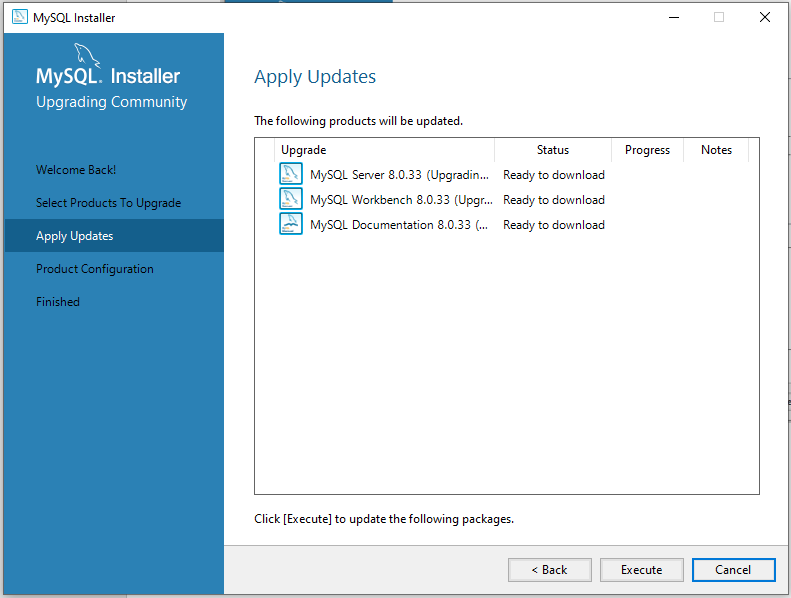 MySQL Installer
MySQL. Installer
Upgrading Community
Welcome Back!
Select Products To Upgrade
Apply Updates
Product Configuration
Finished
Apply Updates
The following products will be updated.
Upgrade Status Progress Notes
MySQL Server 8.0.33 (Upgradin... Ready to download
MySQL Workbench 8.0.33 (Upgr... Ready to download
MySQL Documentation 8.0.33 (... Ready to download
Click [Execute] to update the following packages.
< Back Execute Cancel